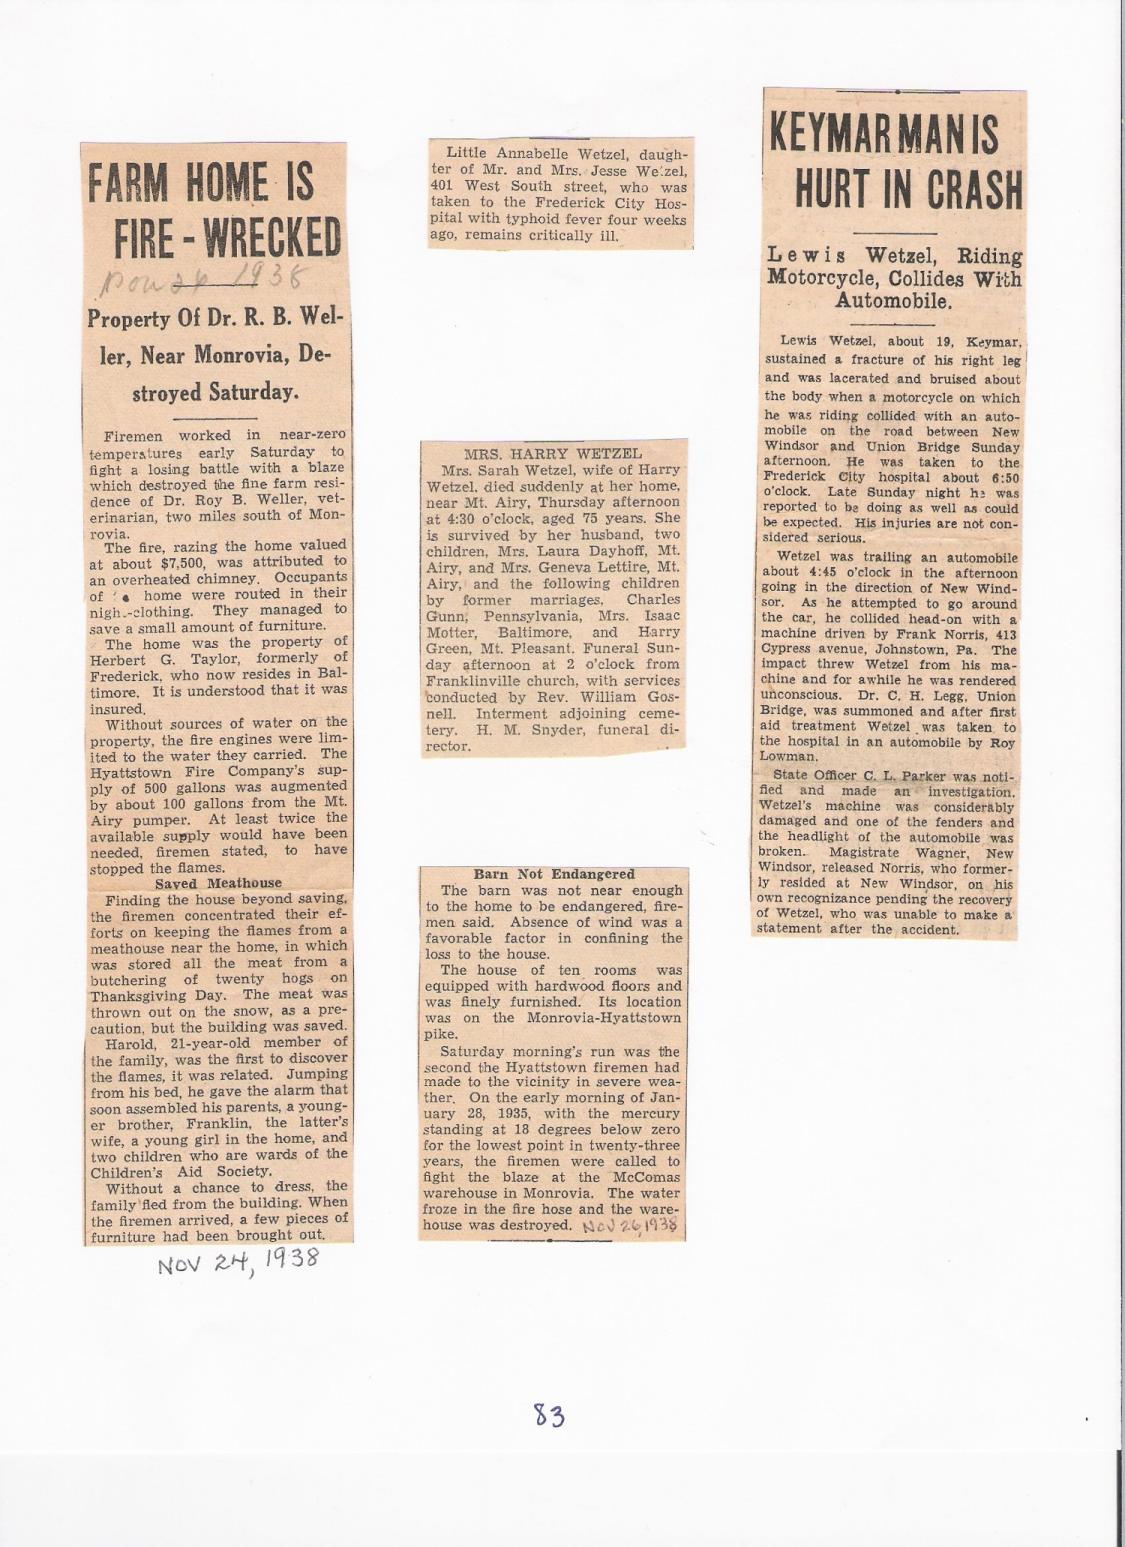 FARM HOME IS
FIRE - WRECKED
1938
Property Of Dr. R. B. Wel-
ler, Near Monrovia, De-
stroyed Saturday.
Firemen worked in near-zero
temperatures early Saturday to
fight a losing battle with a blaze
which destroyed the fine farm resi-
dence of Dr. Roy B. Weller, vet-
erinarian, two miles south of Mon-
rovia.
The fire, razing the home valued
at about $7,500, was attributed to
an overheated chimney. Occupants
of home were routed in their
nigh.-clothing. They managed to
save a small amount of furniture.
The home was the property of
Herbert G. Taylor, formerly of
Frederick, who now resides in Bal-
timore. It is understood that it was
insured.
Without sources of water on the
property, the fire engines were lim-
ited to the water they carried. The
Hyattstown Fire Company's sup-
ply of 500 gallons was augmented
by about 100 gallons from the Mt.
Airy pumper. At least twice the
available supply would have been
needed, firemen stated, to have
stopped the flames.
Saved Meathouse
Finding the house beyond saving,
the firemen concentrated their ef-
forts on keeping the flames from a
meathouse near the home, in which
was stored all the meat from a
butchering of twenty hogs on
Thanksgiving Day. The meat was
thrown out on the snow, as a pre-
caution, but the building was saved.
Harold, 21-year-old member of
the family, was the first to discover
the flames, it was related. Jumping
from his bed, he gave the alarm that
soon assembled his parents, a young-
er brother, Franklin, the latter's
wife, a young girl in the home, and
two children who are wards of the
Children's Aid Society.
Without a chance to dress, the
family fled from the building. When
the firemen arrived, a few pieces of
furniture had been brought out.
NOV 24, 1938
Little Annabelle Wetzel, daugh-
ter of Mr. and Mrs. Jesse Wetzel,
401 West South street, who was
taken to the Frederick City Hos-
pital with typhoid fever four weeks
ago, remains critically ill.
MRS. HARRY WETZEL
Mrs. Sarah Wetzel, wife of Harry
Wetzel, died suddenly at her home,
near Mt. Airy, Thursday afternoon
at 4:30 o'clock, aged 75 years. She
is survived by her husband, two
children, Mrs. Laura Dayhoff, Mt.
Airy, and Mrs. Geneva Lettire, Mt.
Airy, and the following children
by former marriages, Charles
Gunn, Pennsylvania, Mrs. Isaac
Motter, Baltimore, and Harry
Green, Mt. Pleasant. Funeral Sun-
day afternoon at 2 o'clock from
Franklinville church, with services
conducted by Rev. William Gos-
nell. Interment adjoining ceme-
tery. H. M. Snyder, funeral di-
rector.
Barn Not Endangered
The barn was not near enough
to the home to be endangered, fire-
men said. Absence of wind was a
favorable factor in confining the
loss to the house.
The house of ten rooms was
equipped with hardwood floors and
was finely furnished. Its location
was on the Monrovia-Hyattstown
pike.
Saturday morning's run was the
second the Hyattstown firemen had
made to the vicinity in severe wea-
ther. On the early morning of Jan-
uary 28, 1935, with the mercury
standing at 18 degrees below zero
for the lowest point in twenty-three
years, the firemen were called to
fight the blaze at the McComas
warehouse in Monrovia. The water
froze in the fire hose and the ware-
house was destroyed. NOV 26, 1938
KEYMAR MAN IS
HURT IN CRASH
Lewis Wetzel, Riding
Motorcycle, Collides With
Automobile.
Lewis Wetzel, about 19, Keymar,
sustained a fracture of his right leg
and was lacerated and bruised about
the body when a motorcycle on which
he was riding collided with an auto-
mobile on the road between New
Windsor and Union Bridge Sunday
afternoon. He was taken to the
Frederick City hospital about 6:50
o'clock. Late Sunday night he was
reported to be doing as well as could
be expected. His injuries are not con-
sidered serious.
Wetzel was trailing an automobile
about 4:45 o'clock in the afternoon
going in the direction of New Wind-
sor. As he attempted to go around
the car, he collided head-on with a
machine driven by Frank Norris, 413
Cypress avenue, Johnstown, Pa. The
impact threw Wetzel from his ma-
chine and for awhile he was rendered
unconscious. Dr. C. H. Legg, Union
Bridge, was summoned and after first
aid treatment Wetzel was taken to
the hospital in an automobile by Roy
Lowman.
State Officer C. L. Parker was noti-
fied and made an investigation.
Wetzel's machine was considerably
damaged and one of the fenders and
the headlight of the automobile was
broken. Magistrate Wagner, New
Windsor, released Norris, who former-
ly resided at New Windsor, on his
own recognizance pending the recovery
of Wetzel, who was unable to make a
statement after the accident.
83